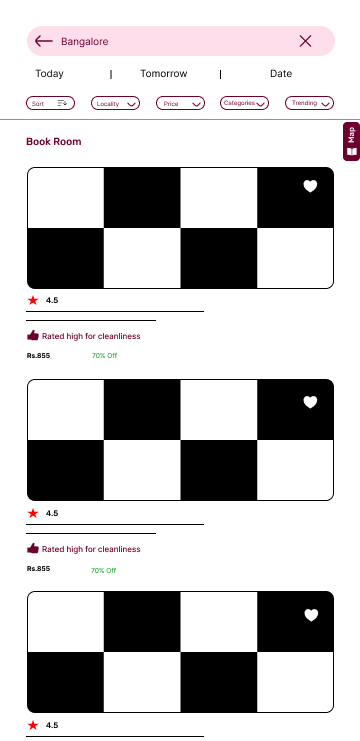 Bangalore
Today | Tomorrow | Date
Sort Locality Price Categories Trending
Map
Book Room
4.5
Rated high for cleanliness
Rs.855 70% Off
4.5
Rated high for cleanliness
Rs.855 70% Off
4.5